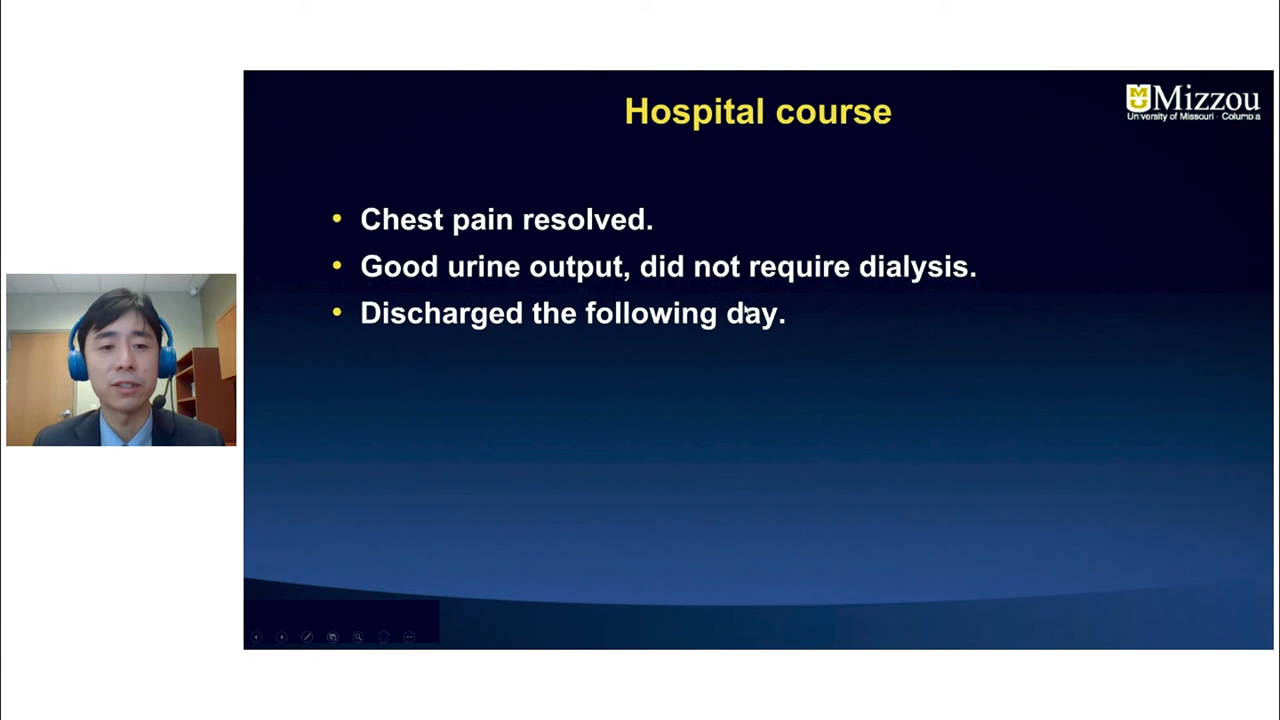 Hospital course
MU Mizzou
University of Missouri - Columbia
• Chest pain resolved.
• Good urine output, did not require dialysis.
• Discharged the following day.